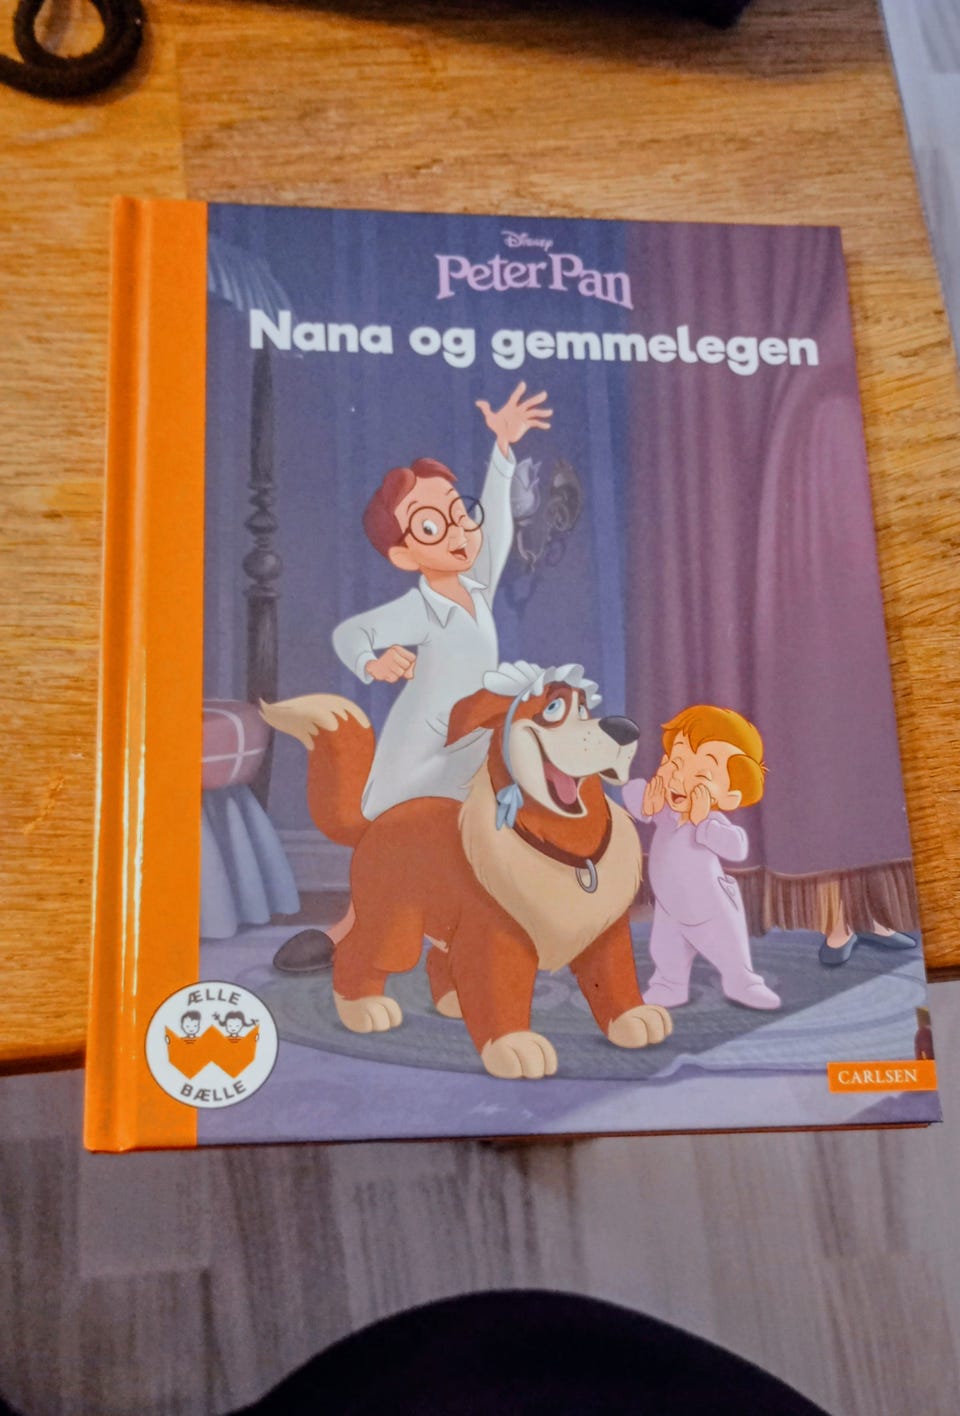 Disney
Peter Pan
Nana og gemmelegen
ÆLLE
BÆLLE
CARLSEN